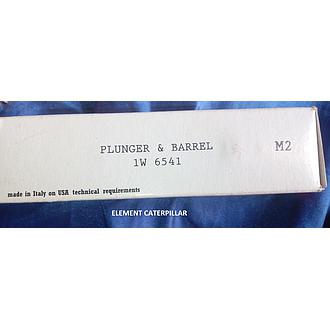 PLUNGER & BARREL M2
1W 6541
made in Italy on USA technical requirements
ELEMENT CATERPILLAR